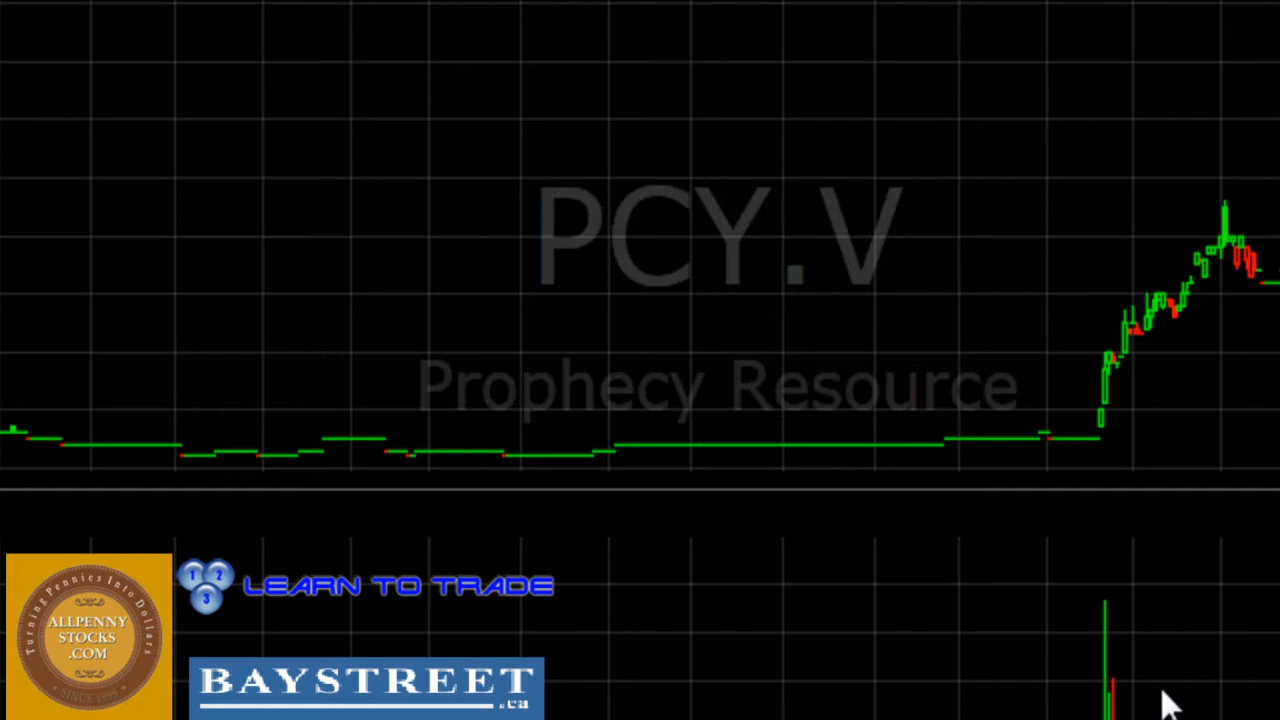 PCY.V
Prophecy Resource
1 2
3
LEARN TO TRADE
Turning Pennies Into Dollars
ALLPENNY
STOCKS
.COM
SINCE 1999
BAYSTREET
.ca